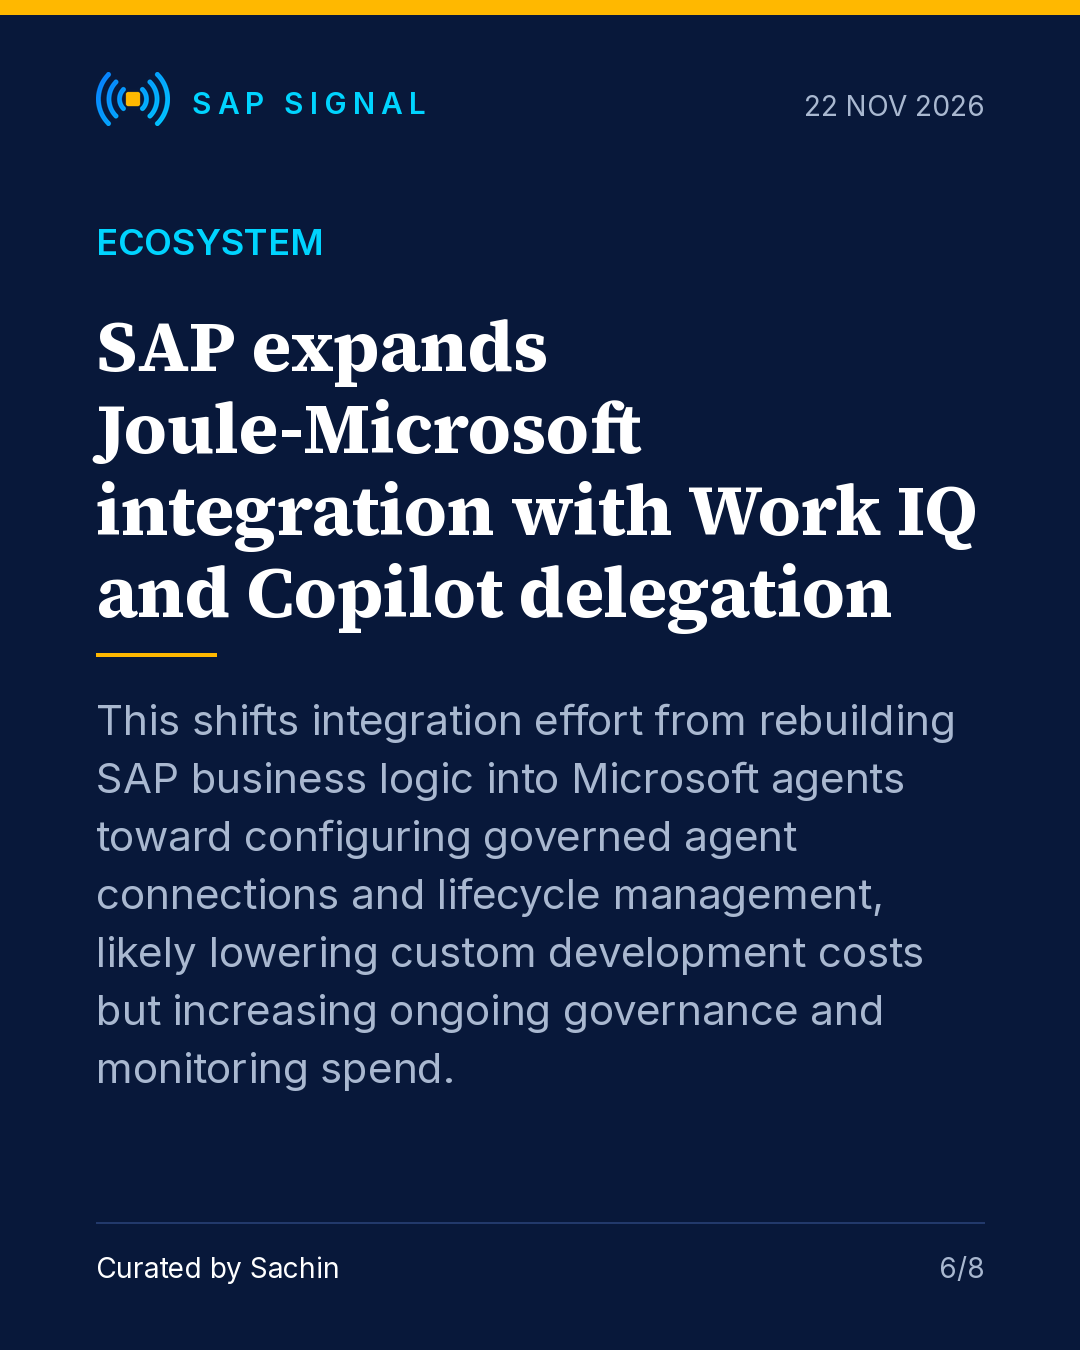 SAP SIGNAL
22 NOV 2026
ECOSYSTEM
SAP expands
Joule-Microsoft
integration with Work IQ
and Copilot delegation
This shifts integration effort from rebuilding
SAP business logic into Microsoft agents
toward configuring governed agent
connections and lifecycle management,
likely lowering custom development costs
but increasing ongoing governance and
monitoring spend.
Curated by Sachin
6/8